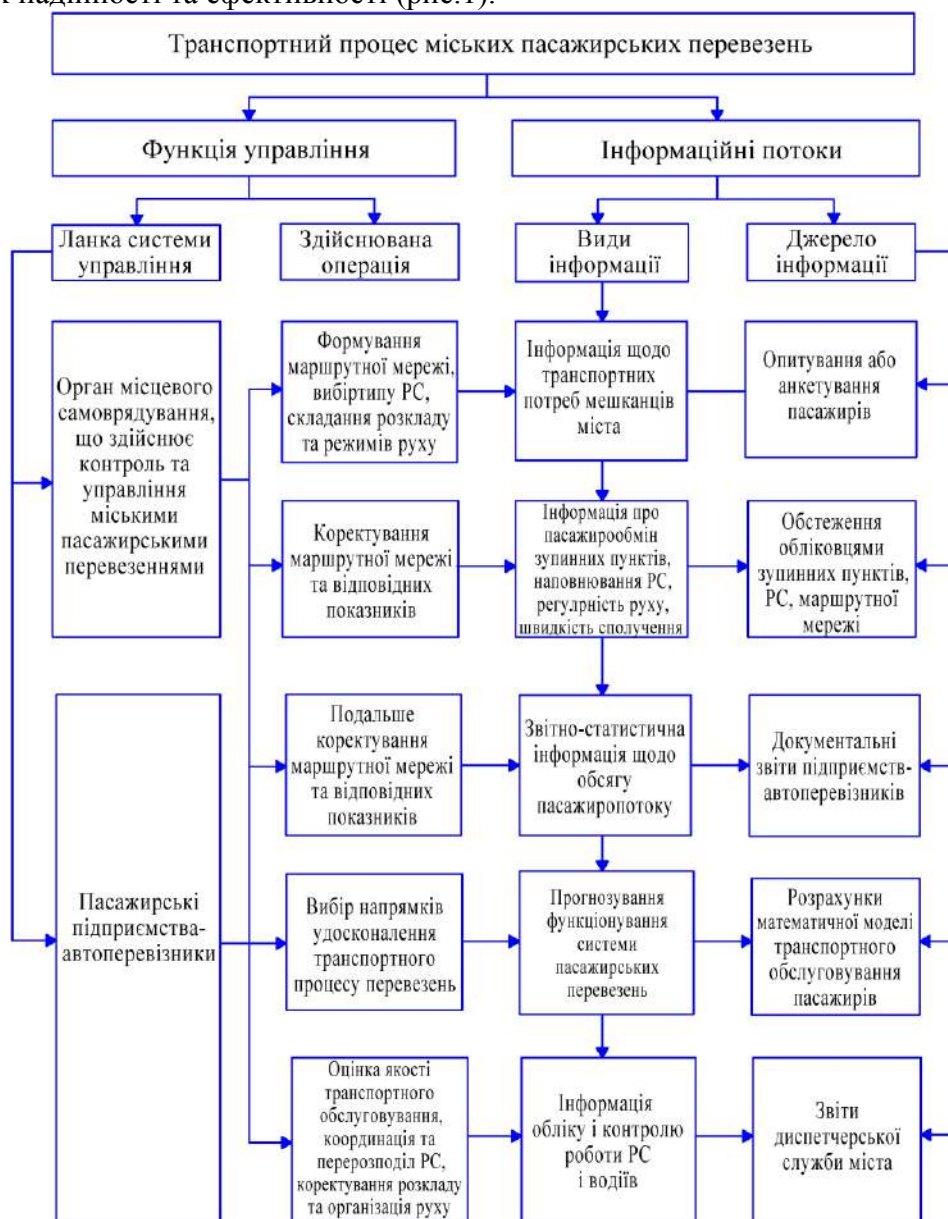 надійності та ефективності (рис.1).
Транспортний процес міських пасажирських перевезень
Функція управління
Інформаційні потоки
Ланка системи
управління
Здійснювана
операція
Види
інформації
Джерело
інформації
Орган місцевого
самоврядування,
що здійснює
контроль та
управління
міськими
пасажирськими
перевезеннями
Формування
маршрутної мережі,
вибіртипу РС,
складання розкладу
та режимів руху
Інформація щодо
транспортних
потреб мешканців
міста
Опитування або
анкетування
пасажирів
Коректування
маршрутної мережі
та відповідних
показників
Інформація про
пасажирообмін
зупинних пунктів,
наповнювання РС,
регулрність руху,
швидкість сполучення
Обстеження
обліковцями
зупинних пунктів,
РС, маршрутної
мережі
Пасажирські
підприємства-
автоперевізники
Подальше
коректування
маршрутної мережі
та відповідних
показників
Звітно-статистична
інформація щодо
обсягу
пасажиропотоку
Документальні
звіти підприємств-
автоперевізників
Вибір напрямків
удосконалення
транспортного
процесу перевезень
Прогнозування
функціонування
системи
пасажирських
перевезень
Розрахунки
математичної моделі
транспортного
обслуговування
пасажирів
Оцінка якості
транспортного
обслуговування,
координація та
перерозподіл РС,
коректування розкладу
та організація руху
Інформація
обліку і контролю
роботи РС
і водіїв
Звіти
диспетчерської
служби міста